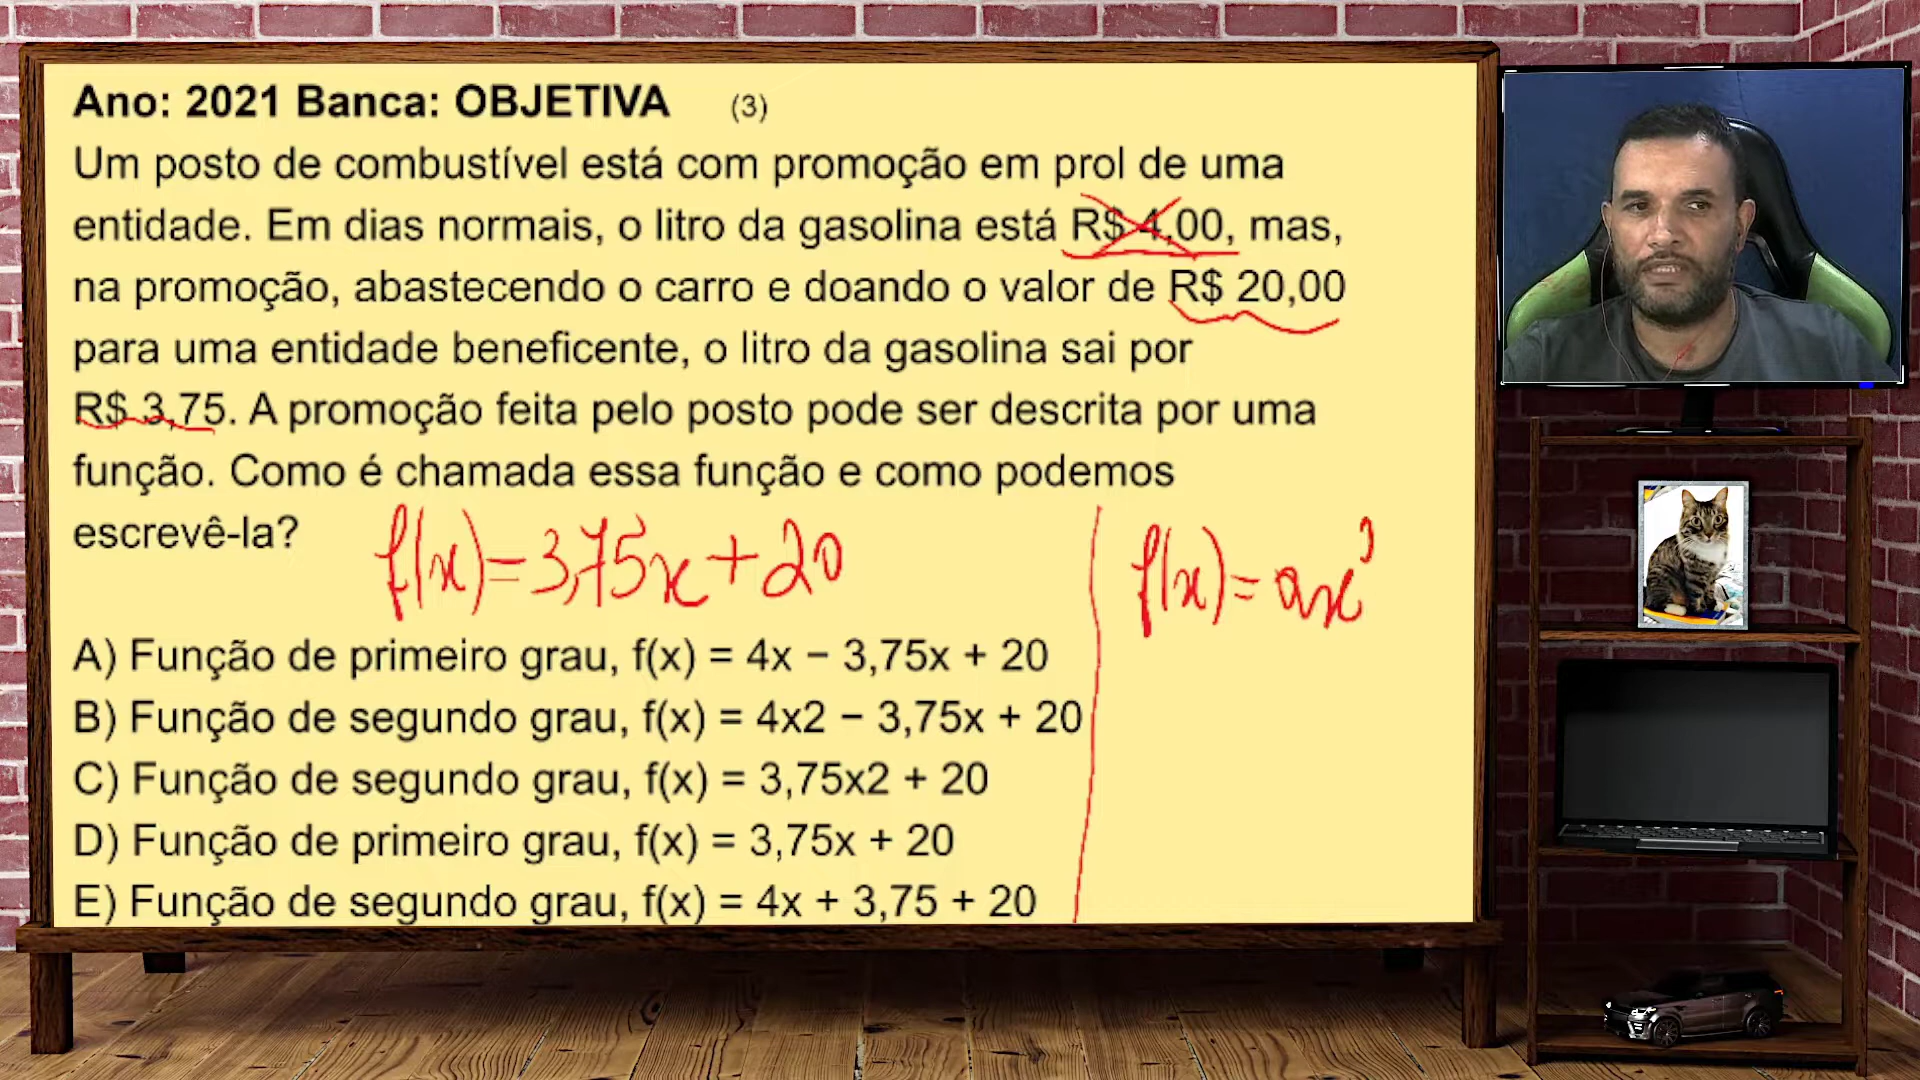 Ano: 2021 Banca: OBJETIVA (3)
Um posto de combustível está com promoção em prol de uma
entidade. Em dias normais, o litro da gasolina está R$ 4,00, mas,
na promoção, abastecendo o carro e doando o valor de R$ 20,00
para uma entidade beneficente, o litro da gasolina sai por
R$ 3,75. A promoção feita pelo posto pode ser descrita por uma
função. Como é chamada essa função e como podemos
escrevê-la?
f(x)=3,75x+20
f(x)=ax
A) Função de primeiro grau, f(x) = 4x − 3,75x + 20
B) Função de segundo grau, f(x) = 4x2 − 3,75x + 20
C) Função de segundo grau, f(x) = 3,75x2 + 20
D) Função de primeiro grau, f(x) = 3,75x + 20
E) Função de segundo grau, f(x) = 4x + 3,75 + 20